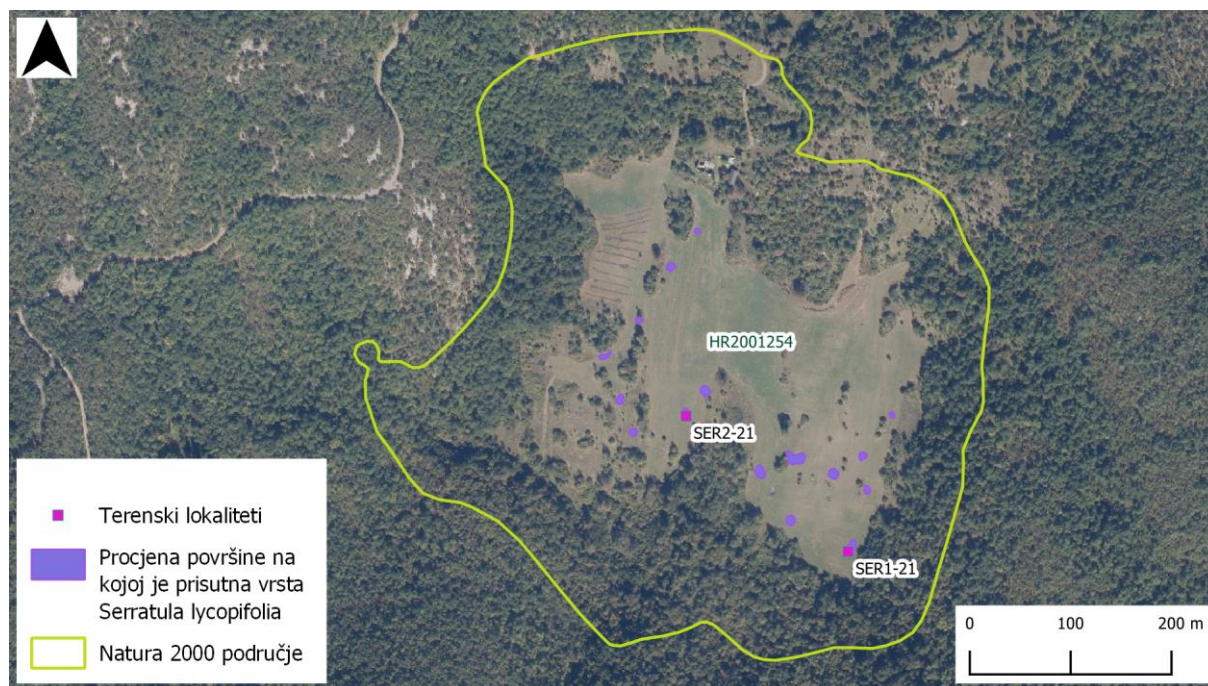 HR2001254
SER2-21
SER1-21
Terenski lokaliteti
Procjena površine na
kojoj je prisutna vrsta
Serratula lycopifolia
Natura 2000 područje
0 100 200 m